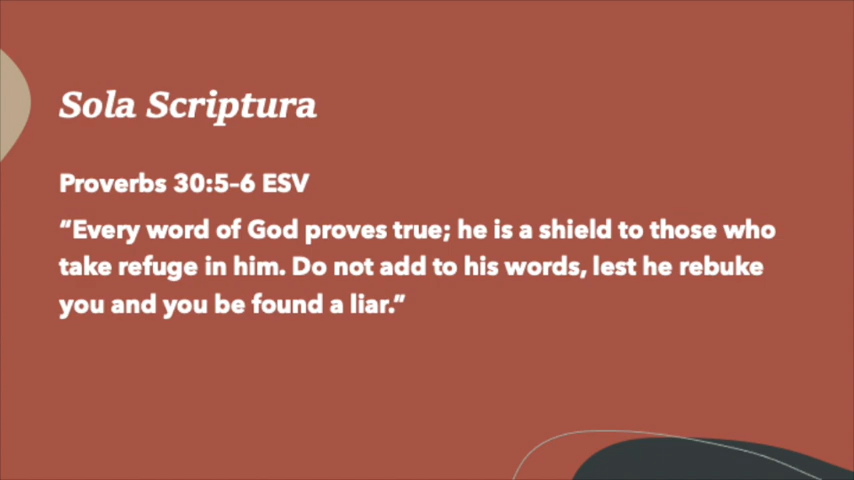 Sola Scriptura
Proverbs 30:5-6 ESV
“Every word of God proves true; he is a shield to those who
take refuge in him. Do not add to his words, lest he rebuke
you and you be found a liar.”